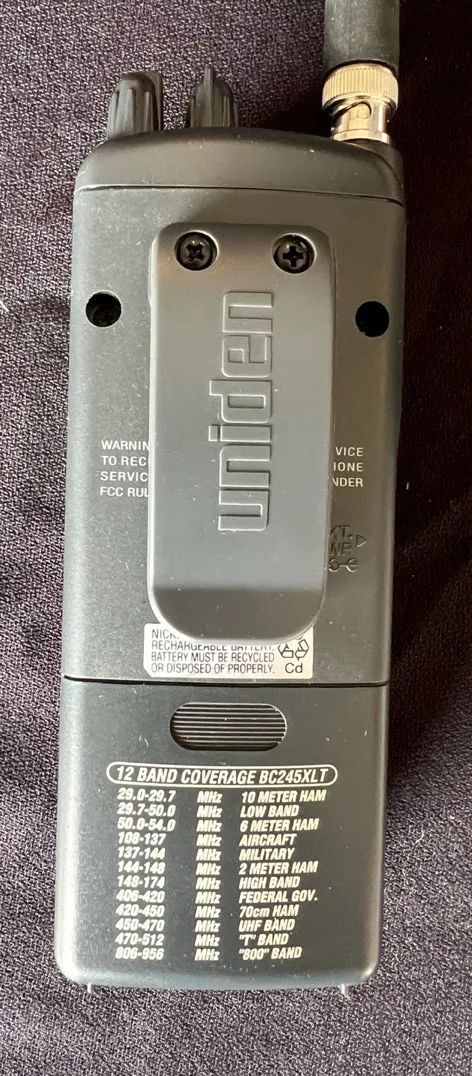 uniden
WARNIN
TO REC
SERVIC
FCC RUL
VICE
ONE
NDER
RECHARGEABLE BATTERY.
BATTERY MUST BE RECYCLED
OR DISPOSED OF PROPERLY.
Cd
12 BAND COVERAGE BC245XLT
29.0-29.7 MHz 10 METER HAM
29.7-50.0 MHz LOW BAND
50.0-54.0 MHz 6 METER HAM
108-137 MHz AIRCRAFT
137-144 MHz MILITARY
144-148 MHz 2 METER HAM
148-174 MHz HIGH BAND
406-420 MHz FEDERAL GOV.
420-450 MHz 70cm HAM
450-470 MHz UHF BAND
470-512 MHz "T" BAND
806-956 MHz "800" BAND